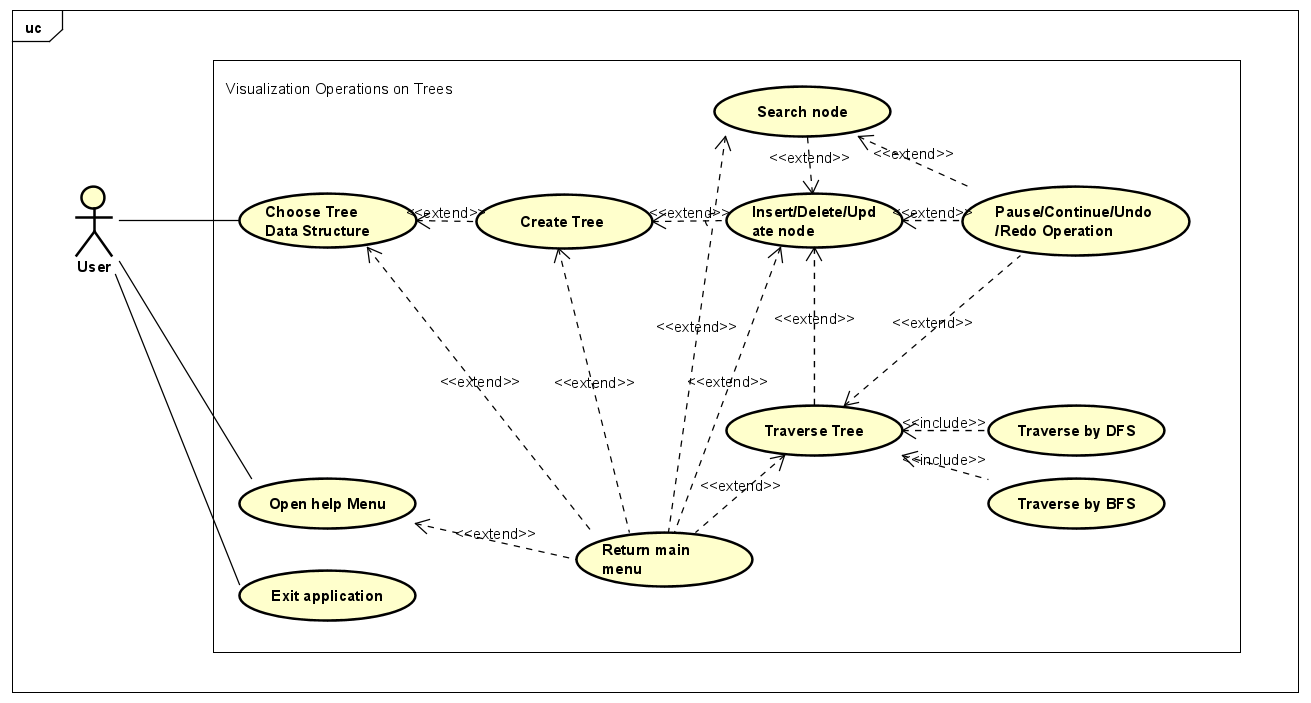 uc
Visualization Operations on Trees
Search node
<<extend>>
<<extend>>
Choose Tree
Data Structure
<<extend>>
Create Tree
<<extend>>
Insert/Delete/Upd
ate node
<<extend>>
Pause/Continue/Undo
/Redo Operation
User
<<extend>>
<<extend>>
<<extend>>
<<extend>>
<<extend>>
<<extend>>
Traverse Tree
<<include>>
Traverse by DFS
<<include>>
<<extend>>
Open help Menu
Traverse by BFS
<<extend>>
Return main
menu
Exit application